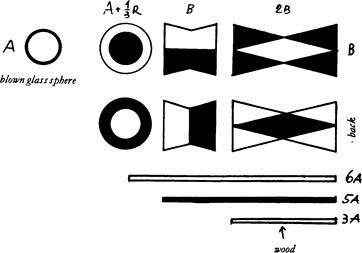 A + 1/3 R B 2B
A
blown glass sphere
B
back
6A
5A
3A
wood